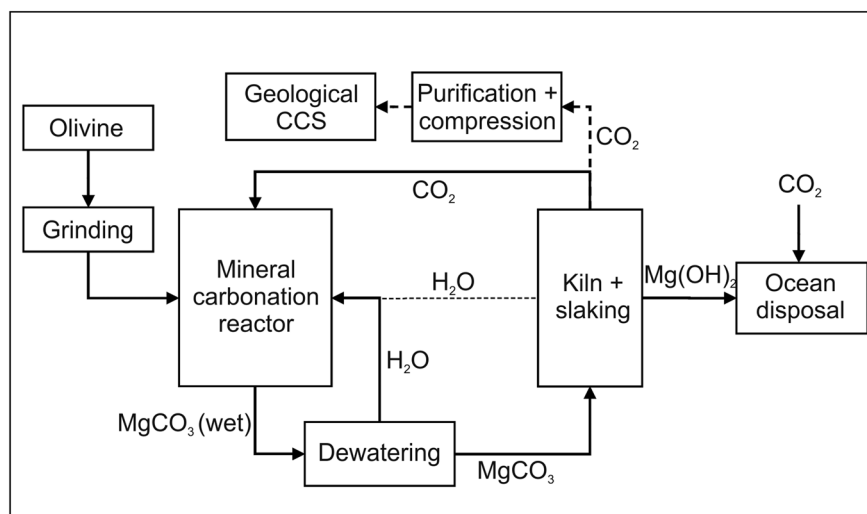 Geological
CCS
Purification +
compression
Olivine
CO₂
CO₂
CO₂
Grinding
Mineral
carbonation
reactor
H₂O
Kiln +
slaking
Mg(OH)₂
Ocean
disposal
H₂O
MgCO₃ (wet)
Dewatering
MgCO₃